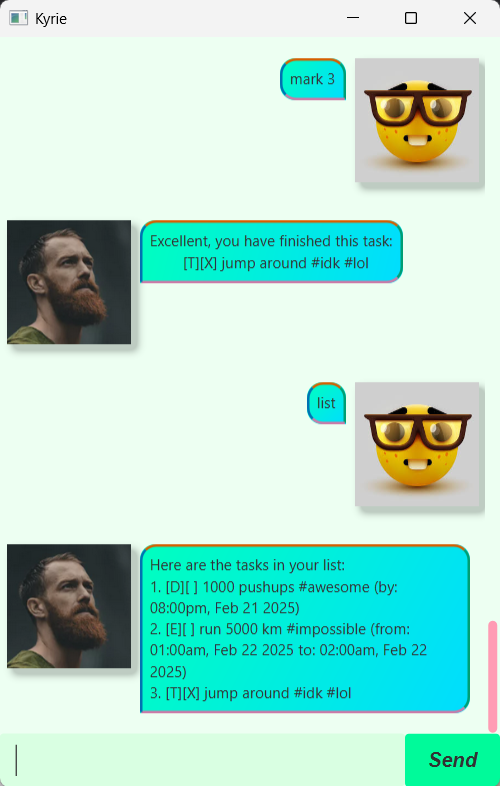 Kyrie
mark 3
Excellent, you have finished this task:
[T][X] jump around #idk #lol
list
Here are the tasks in your list:
1. [D][ ] 1000 pushups #awesome (by:
08:00pm, Feb 21 2025)
2. [E][ ] run 5000 km #impossible (from:
01:00am, Feb 22 2025 to: 02:00am, Feb 22
2025)
3. [T][X] jump around #idk #lol
Send